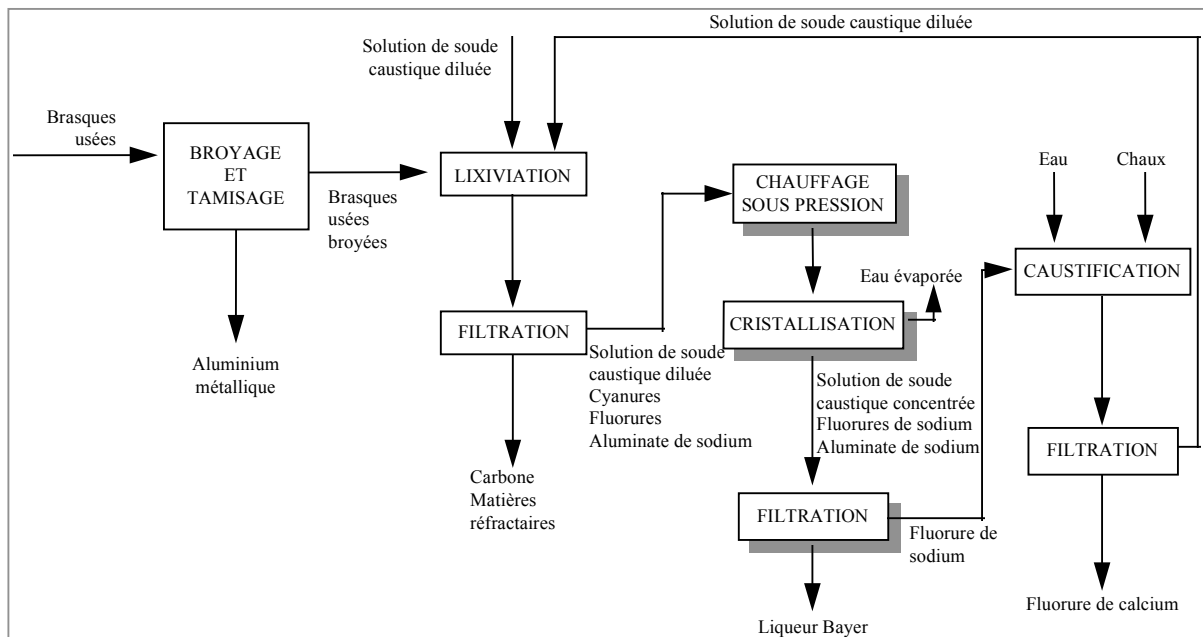 Solution de soude caustique diluée
Solution de soude
caustique diluée
Brasques
usées
BROYAGE
ET
TAMISAGE
Brasques
usées
broyées
Aluminium
métallique
LIXIVIATION
FILTRATION
Carbone
Matières
réfractaires
Solution de soude
caustique diluée
Cyanures
Fluorures
Aluminate de sodium
CHAUFFAGE
SOUS PRESSION
Eau évaporée
CRISTALLISATION
Solution de soude
caustique concentrée
Fluorures de sodium
Aluminate de sodium
FILTRATION
Fluorure de
sodium
Liqueur Bayer
Eau
Chaux
CAUSTIFICATION
FILTRATION
Fluorure de calcium